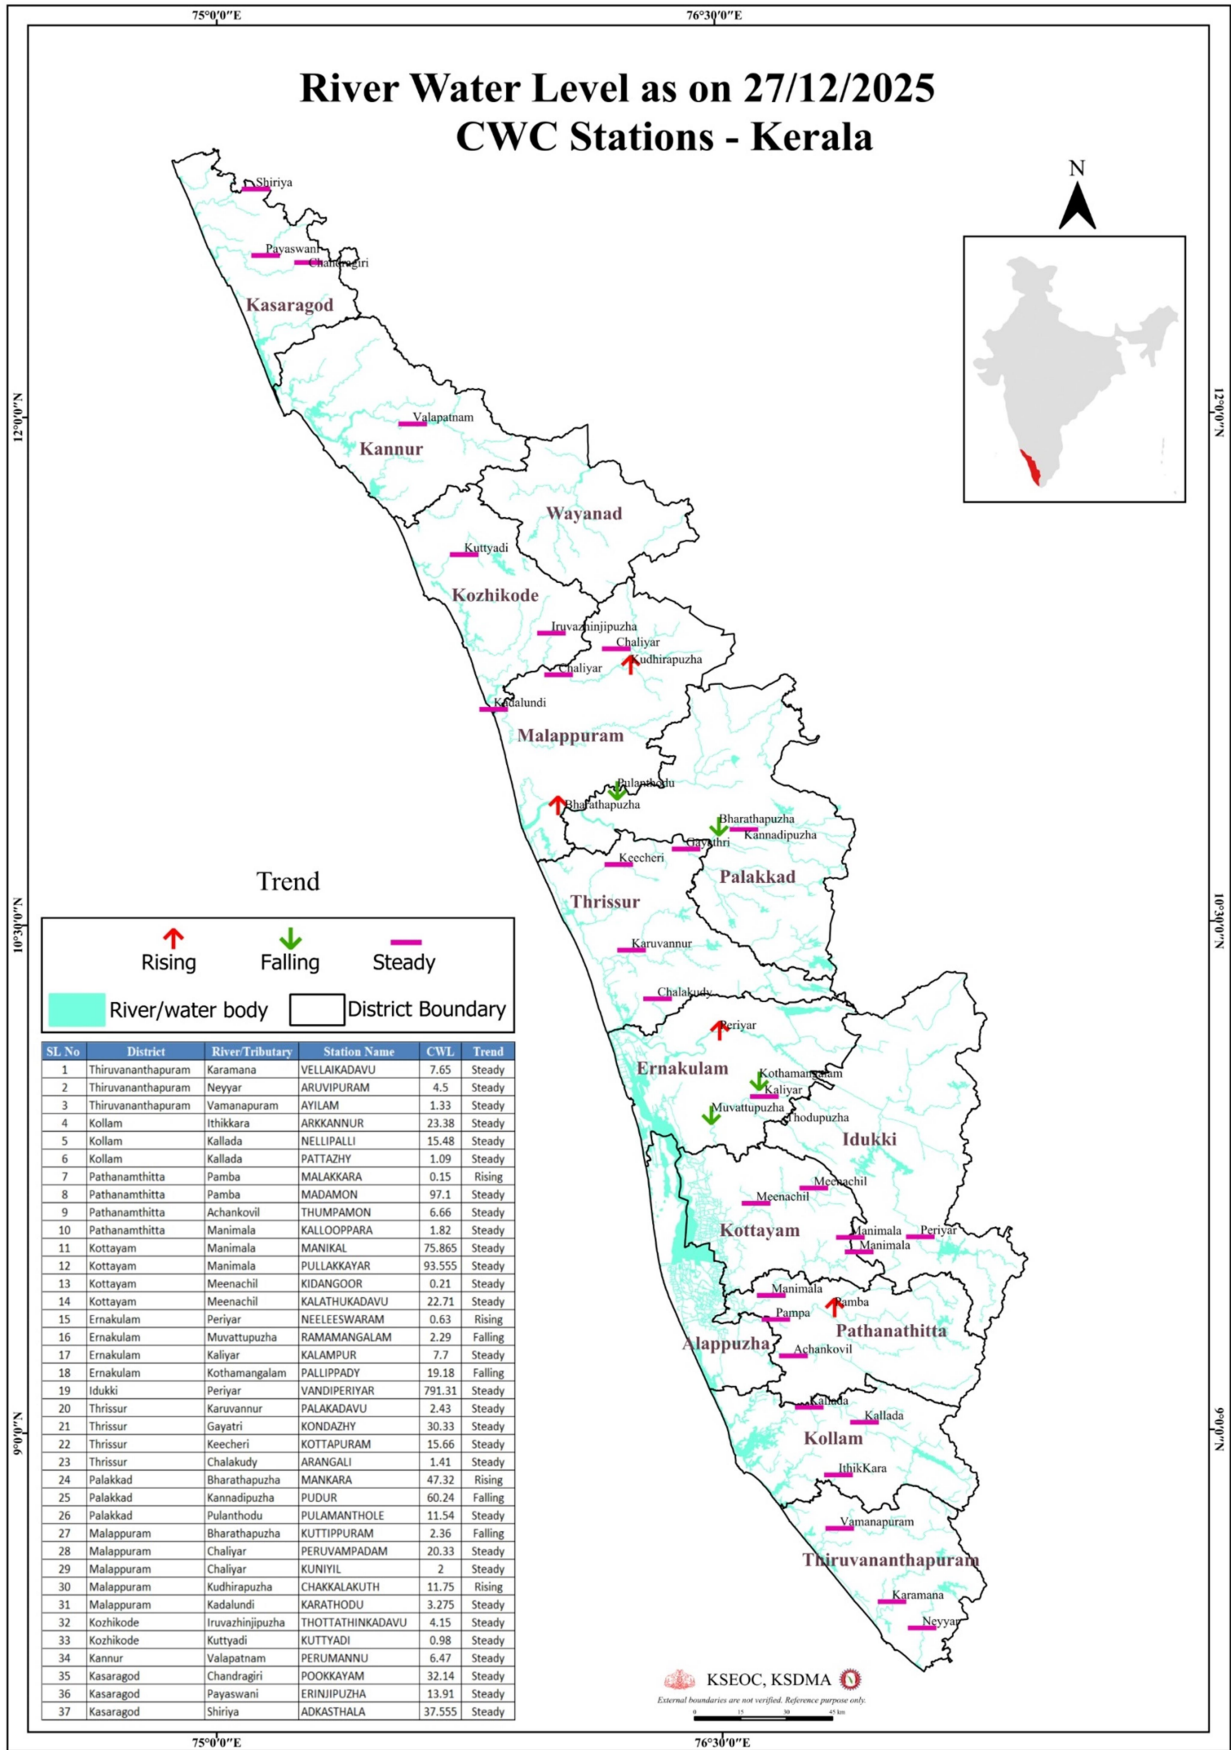 75°0'0"E 76°30'0"E
River Water Level as on 27/12/2025
CWC Stations - Kerala
N
Shiriya
Payaswani
Chandragiri
Kasaragod
12°0'0"N 12°0'0"N
Valapatnam
Kannur
Wayanad
Kuttyadi
Kozhikode
Iruvazhinjipuzha
Chaliyar
Kudhirapuzha
Chaliyar
Kadalundi
Malappuram
Pulanthodu
Bharathapuzha
Bharathapuzha
Kannadipuzha
Gayathri
Keecheri
Palakkad
Thrissur
10°30'0"N 10°30'0"N
Karuvannur
Chalakudy
Periyar
Ernakulam
Kothamangalam
Kaliyar
Muvattupuzha
Thodupuzha
Idukki
Meenachil
Meenachil
Kottayam
Manimala
Periyar
Manimala
Manimala
Pamba
Pampa
Pathanathitta
Alappuzha
Achankovil
Kallada
Kallada
Kollam
9°0'0"N 9°0'0"N
IthikKara
Vamanapuram
Thiruvananthapuram
Karamana
Neyyar
Trend
Rising Falling Steady
River/water body District Boundary
SL No District River/Tributary Station Name CWL Trend
1 Thiruvananthapuram Karamana VELLAIKADAVU 7.65 Steady
2 Thiruvananthapuram Neyyar ARUVIPURAM 4.5 Steady
3 Thiruvananthapuram Vamanapuram AYILAM 1.33 Steady
4 Kollam Ithikkara ARKKANNUR 23.38 Steady
5 Kollam Kallada NELLIPALLI 15.48 Steady
6 Kollam Kallada PATTAZHY 1.09 Steady
7 Pathanamthitta Pamba MALAKKARA 0.15 Rising
8 Pathanamthitta Pamba MADAMON 97.1 Steady
9 Pathanamthitta Achankovil THUMPAMON 6.66 Steady
10 Pathanamthitta Manimala KALLOOPPARA 1.82 Steady
11 Kottayam Manimala MANIKAL 75.865 Steady
12 Kottayam Manimala PULLAKKAYAR 93.555 Steady
13 Kottayam Meenachil KIDANGOOR 0.21 Steady
14 Kottayam Meenachil KALATHUKADAVU 22.71 Steady
15 Ernakulam Periyar NEELEESWARAM 0.63 Rising
16 Ernakulam Muvattupuzha RAMAMANGALAM 2.29 Falling
17 Ernakulam Kaliyar KALAMPUR 7.7 Steady
18 Ernakulam Kothamangalam PALLIPPADY 19.18 Falling
19 Idukki Periyar VANDIPERIYAR 791.31 Steady
20 Thrissur Karuvannur PALAKADAVU 2.43 Steady
21 Thrissur Gayatri KONDAZHY 30.33 Steady
22 Thrissur Keecheri KOTTAPURAM 15.66 Steady
23 Thrissur Chalakudy ARANGALI 1.41 Steady
24 Palakkad Bharathapuzha MANKARA 47.32 Rising
25 Palakkad Kannadipuzha PUDUR 60.24 Falling
26 Palakkad Pulanthodu PULAMANTHOLE 11.54 Steady
27 Malappuram Bharathapuzha KUTTIPPURAM 2.36 Falling
28 Malappuram Chaliyar PERUVAMPADAM 20.33 Steady
29 Malappuram Chaliyar KUNIYIL 2 Steady
30 Malappuram Kudhirapuzha CHAKKALAKUTH 11.75 Rising
31 Malappuram Kadalundi KARATHODU 3.275 Steady
32 Kozhikode Iruvazhinjipuzha THOTTATHINKADAVU 4.15 Steady
33 Kozhikode Kuttyadi KUTTYADI 0.98 Steady
34 Kannur Valapatnam PERUMANNU 6.47 Steady
35 Kasaragod Chandragiri POOKKAYAM 32.14 Steady
36 Kasaragod Payaswani ERINJIPUZHA 13.91 Steady
37 Kasaragod Shiriya ADKASTHALA 37.555 Steady
KSEOC, KSDMA
External boundaries are not verified. Reference purpose only.
0 15 30 45 km
75°0'0"E 76°30'0"E